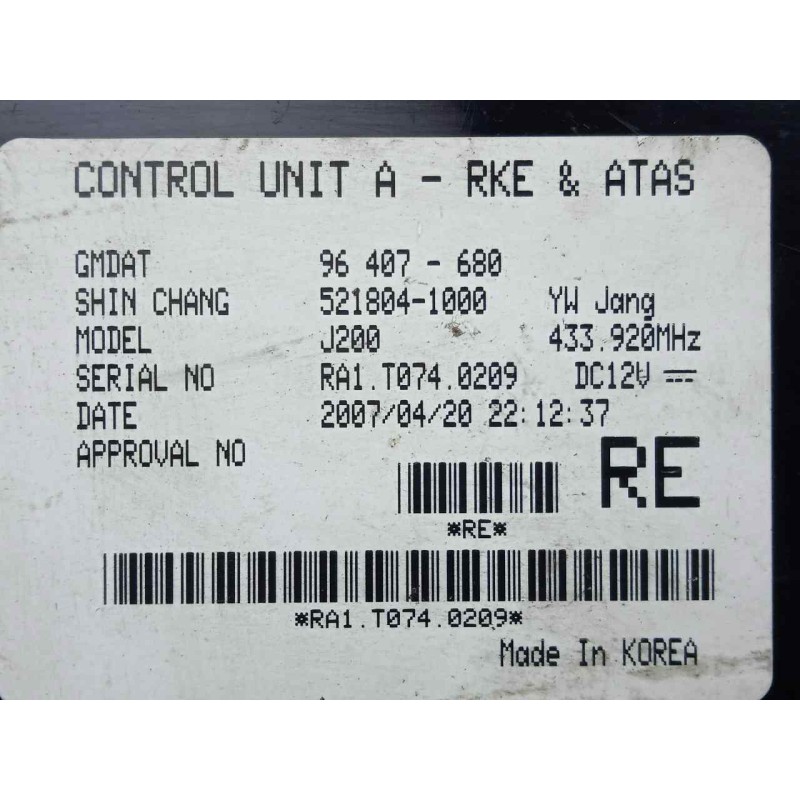 CONTROL UNIT A - RKE & ATAS
GMDAT 96 407 - 680
SHIN CHANG 521804-1000 YW Jang
MODEL J200 433.920MHz
SERIAL NO RA1.T074.0209 DC12V
DATE 2007/04/20 22:12:37
APPROVAL NO
RE
*RE*
*RA1.T074.0209*
Made In KOREA